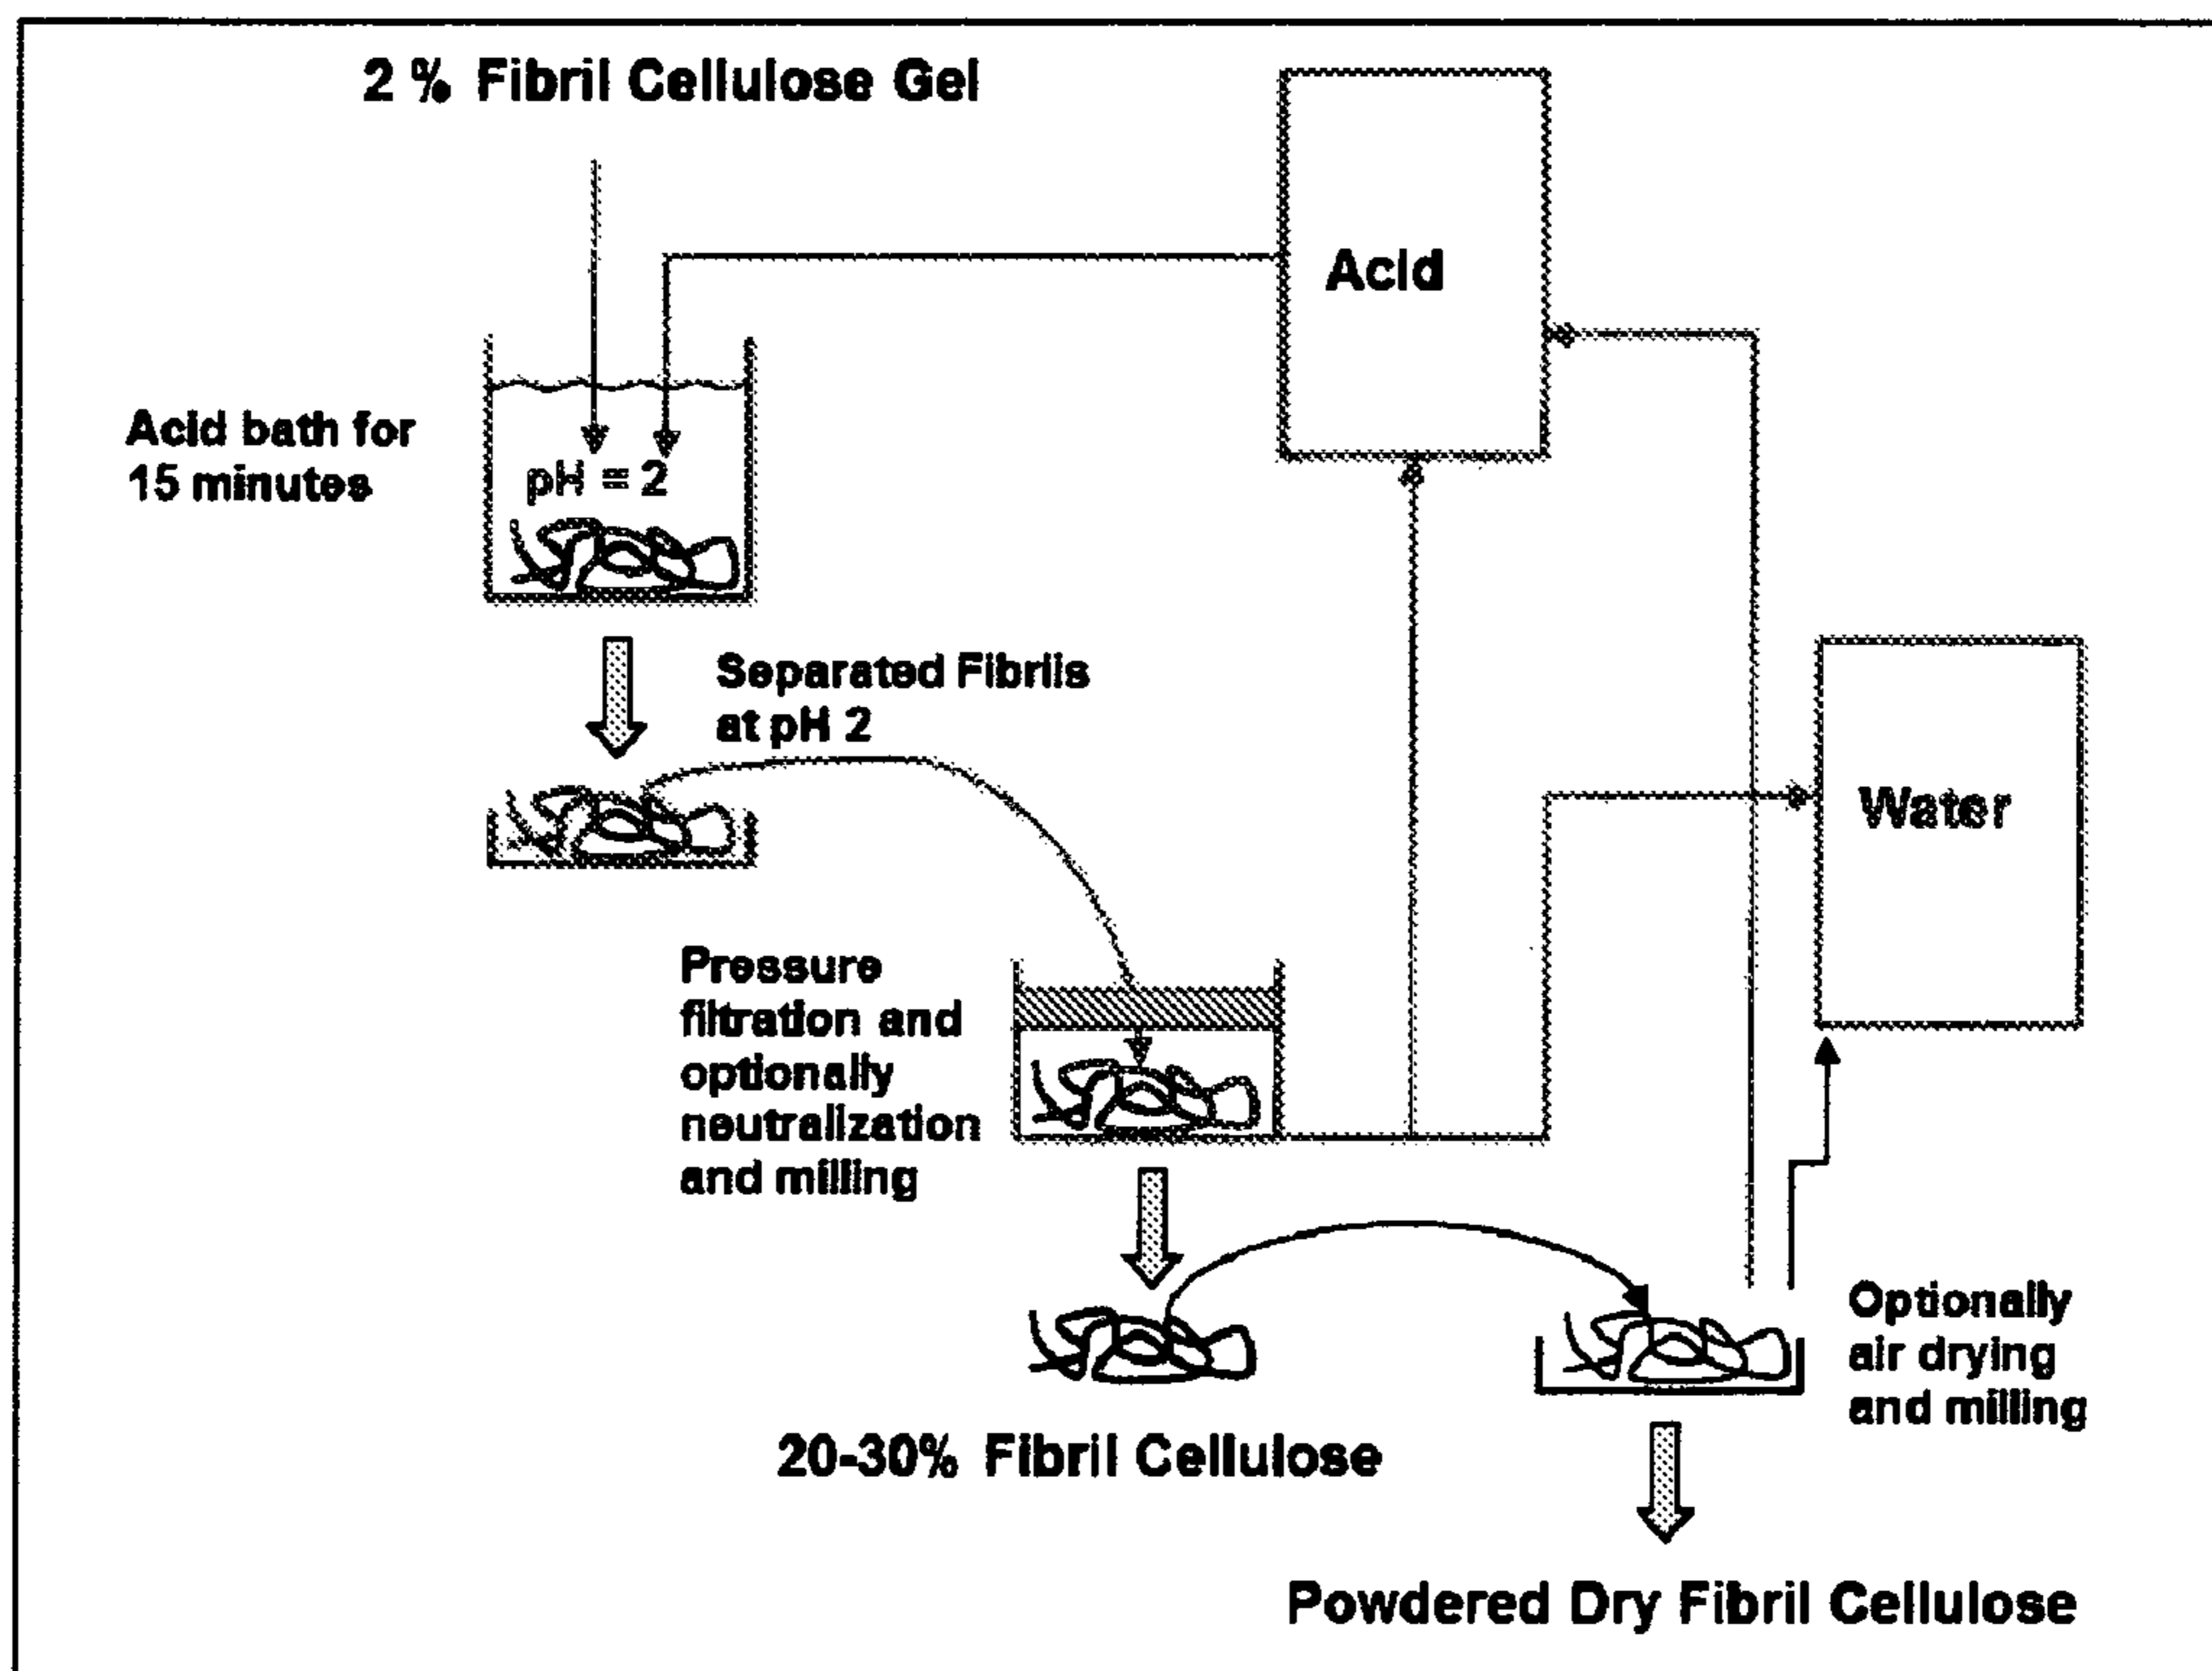 2 % Fibril Cellulose Gel
Acid
Acid bath for
15 minutes
pH = 2
Separated Fibrils
at pH 2
Water
Pressure
filtration and
optionally
neutralization
and milling
Optionally
air drying
and milling
20-30% Fibril Cellulose
Powdered Dry Fibril Cellulose